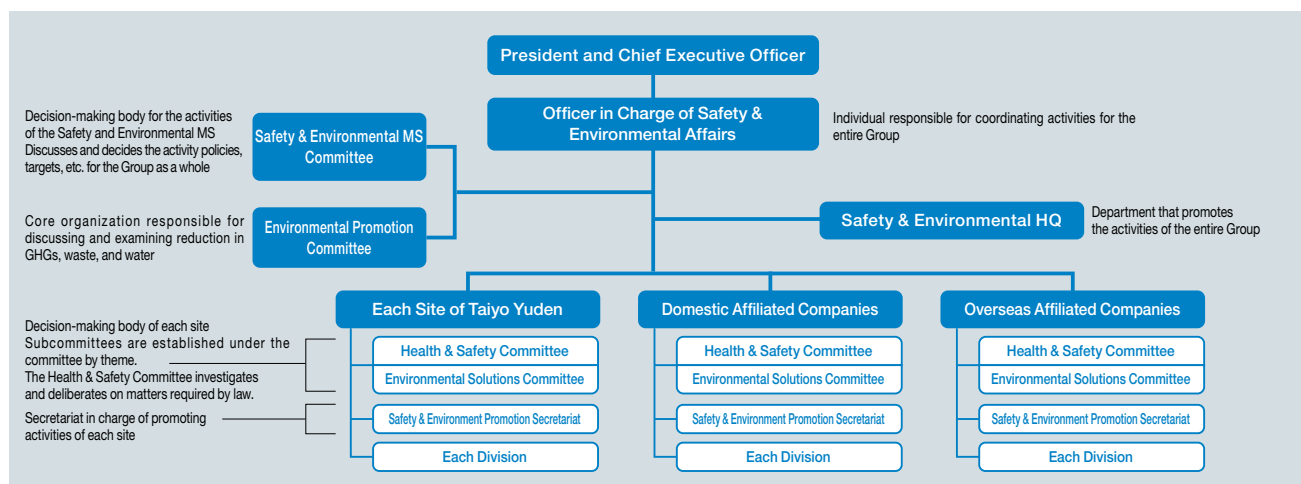 President and Chief Executive Officer
Officer in Charge of Safety &
Environmental Affairs
Individual responsible for coordinating activities for the
entire Group
Decision-making body for the activities
of the Safety and Environmental MS
Discusses and decides the activity policies,
targets, etc. for the Group as a whole
Safety & Environmental MS
Committee
Core organization responsible for
discussing and examining reduction in
GHGs, waste, and water
Environmental Promotion
Committee
Safety & Environmental HQ
Department that promotes
the activities of the entire Group
Decision-making body of each site
Subcommittees are established under the
committee by theme.
The Health & Safety Committee investigates
and deliberates on matters required by law.
Secretariat in charge of promoting
activities of each site
Each Site of Taiyo Yuden
Health & Safety Committee
Environmental Solutions Committee
Safety & Environment Promotion Secretariat
Each Division
Domestic Affiliated Companies
Health & Safety Committee
Environmental Solutions Committee
Safety & Environment Promotion Secretariat
Each Division
Overseas Affiliated Companies
Health & Safety Committee
Environmental Solutions Committee
Safety & Environment Promotion Secretariat
Each Division